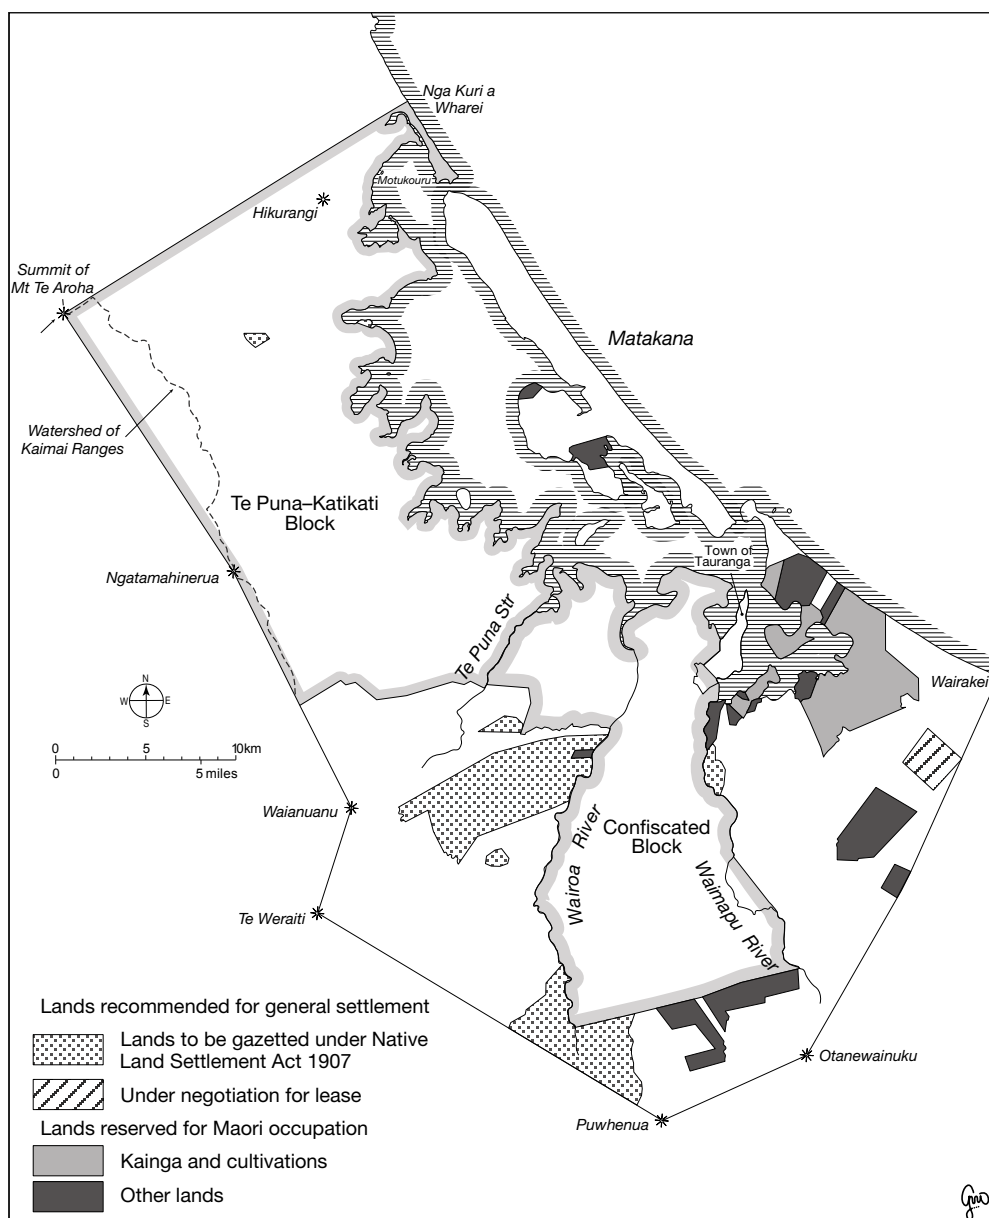 Nga Kuri a
Wharei
Motukouru
Hikurangi
Summit of
Mt Te Aroha
Matakana
Watershed of
Kaimai Ranges
Te Puna–Katikati
Block
Town of
Tauranga
Ngatamahinerua
Te Puna Str
Wairakei
N
W E
S
0 5 10km
0 5 miles
Waianuanu
Confiscated
Block
Wairoa River
Waimapu River
Te Weraiti
Otanewainuku
Puwhenua
Lands recommended for general settlement
Lands to be gazetted under Native
Land Settlement Act 1907
Under negotiation for lease
Lands reserved for Maori occupation
Kainga and cultivations
Other lands